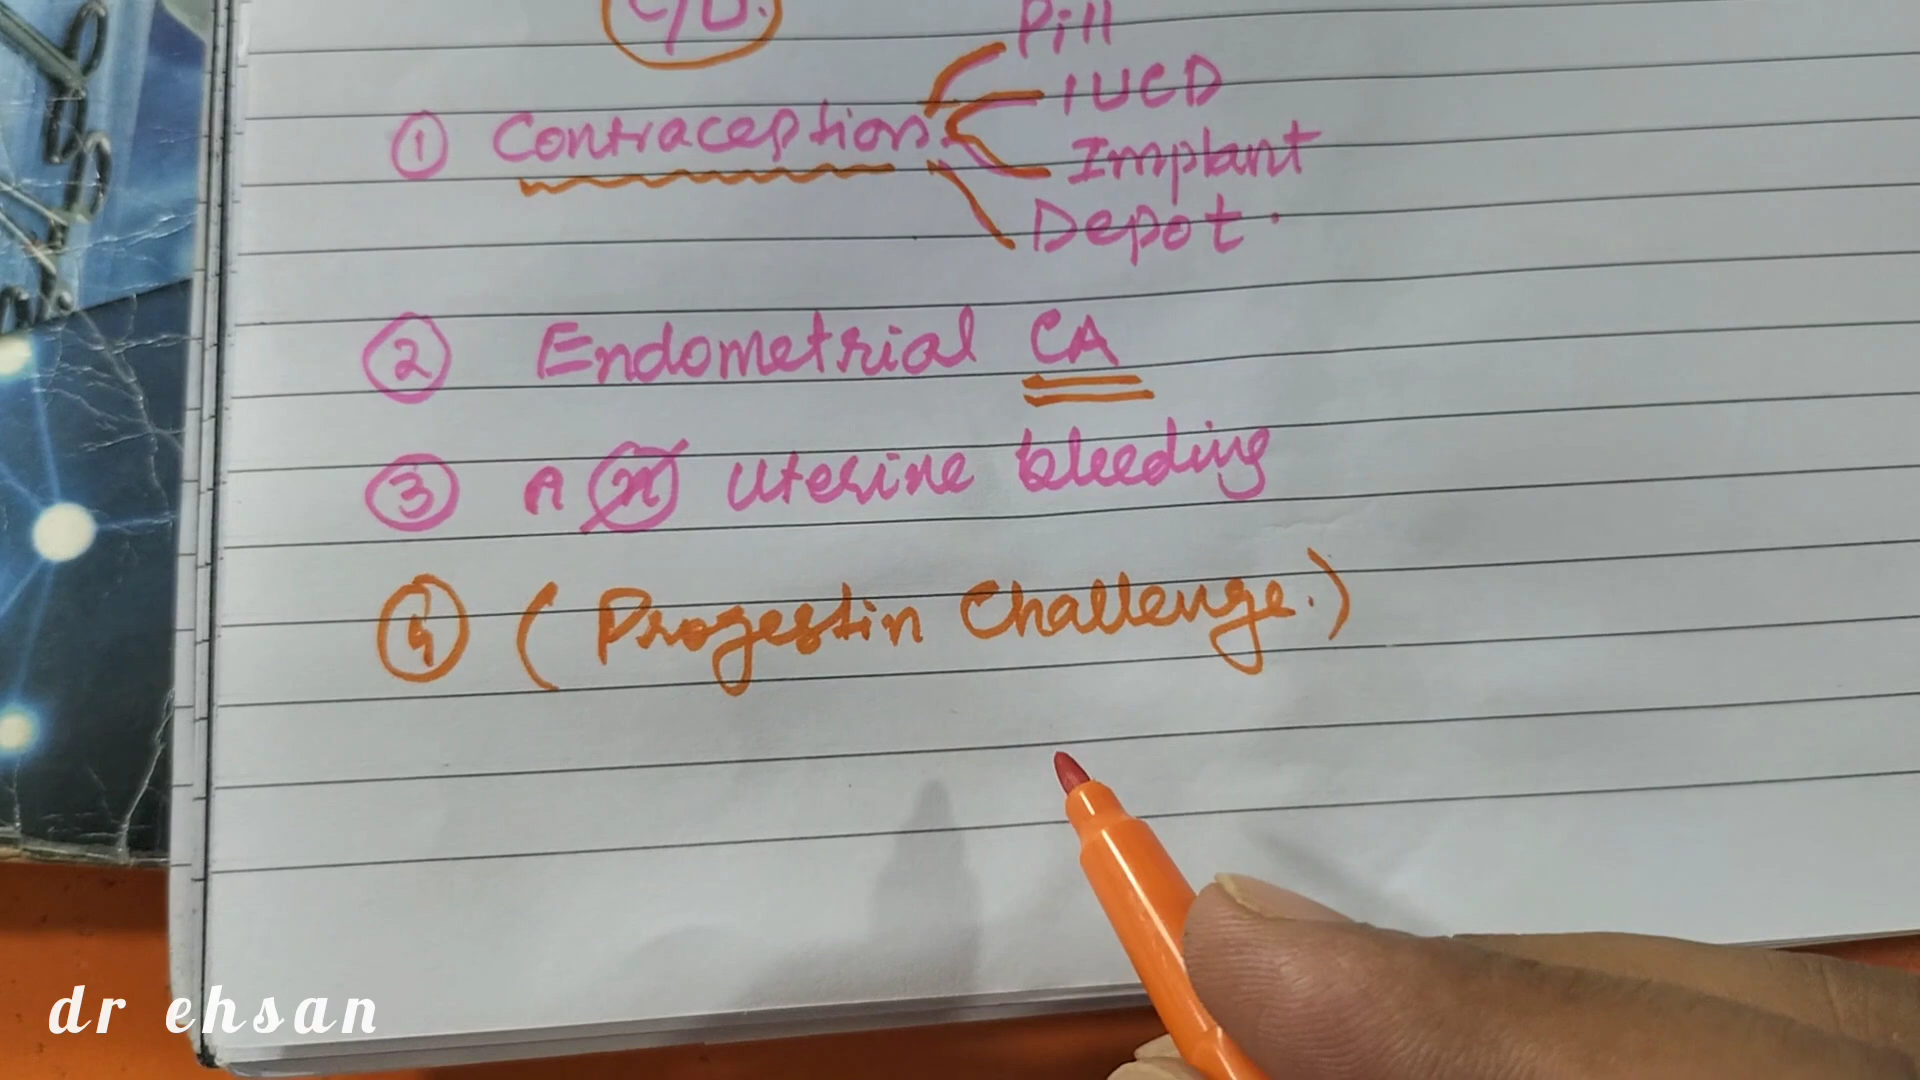 Pill
① Contraception IUCD
Implant
Depot.
② Endometrial CA
③ A Uterine bleeding
④ (Progestin Challenge.)
dr ehsan